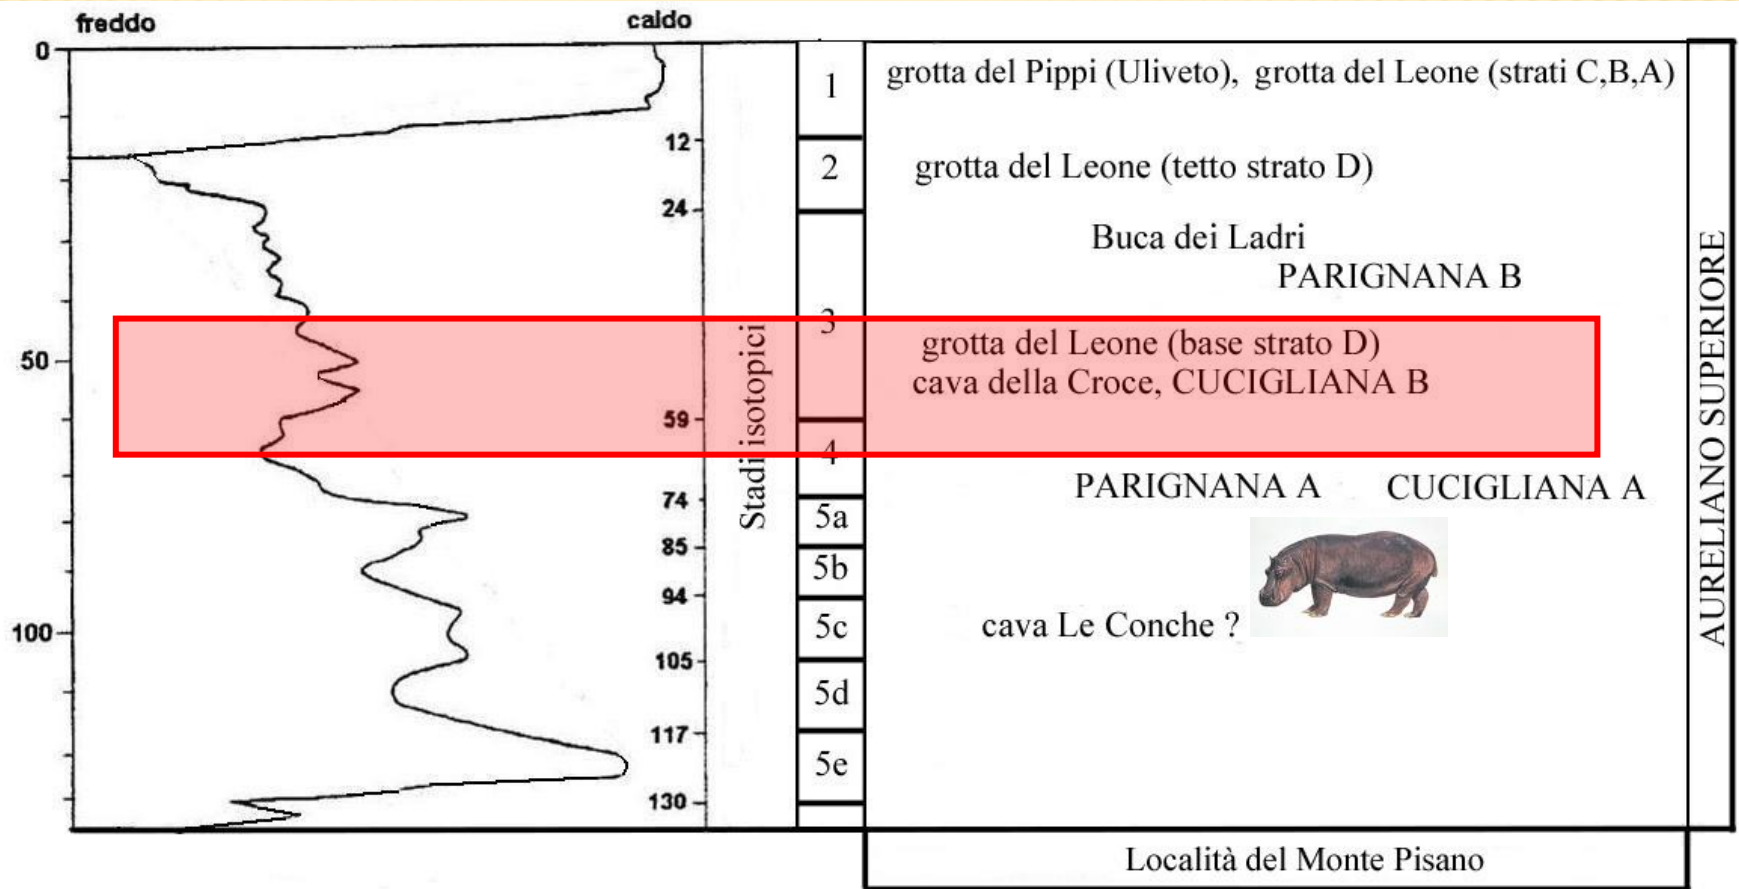 freddo caldo
0
50
100
12
24
59
74
85
94
105
117
130
Stadi isotopici
1
2
3
4
5a
5b
5c
5d
5e
grotta del Pippi (Uliveto), grotta del Leone (strati C,B,A)
grotta del Leone (tetto strato D)
Buca dei Ladri
PARIGNANA B
grotta del Leone (base strato D)
cava della Croce, CUCIGLIANA B
PARIGNANA A CUCIGLIANA A
cava Le Conche ?
AURELIANO SUPERIORE
Località del Monte Pisano